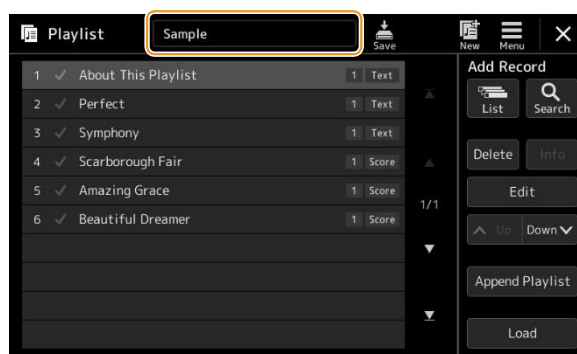 Playlist Sample Save New Menu
1 About This Playlist 1 Text
2 Perfect 1 Text
3 Symphony 1 Text
4 Scarborough Fair 1 Score
5 Amazing Grace 1 Score
6 Beautiful Dreamer 1 Score
1/1
Add Record
List Search
Delete Info
Edit
Up Down
Append Playlist
Load